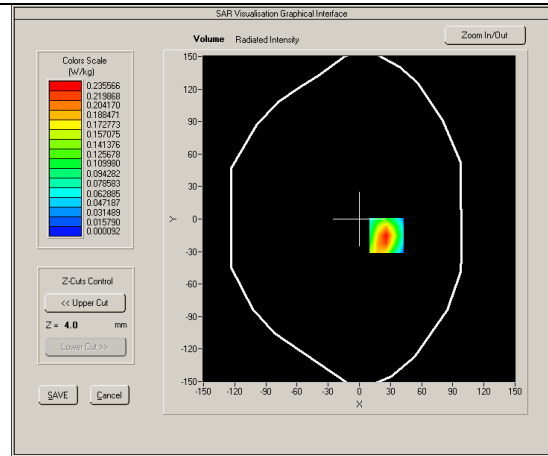 SAR Visualisation Graphical Interface
Volume Radiated Intensity
Zoom In/Out
Colors Scale
(W/kg)
0.235566
0.219868
0.204170
0.188471
0.172773
0.157075
0.141376
0.125678
0.109980
0.094282
0.078583
0.062885
0.047187
0.031489
0.015790
0.000092
Z-Cuts Control
<< Upper Cut
Z = 4.0 mm
Lower Cut >>
SAVE Cancel
150-
120-
90-
60-
30-
0-
-30-
-60-
-90-
-120-
-150-
Y
-150 -120 -90 -60 -30 0 30 60 90 120 150
X